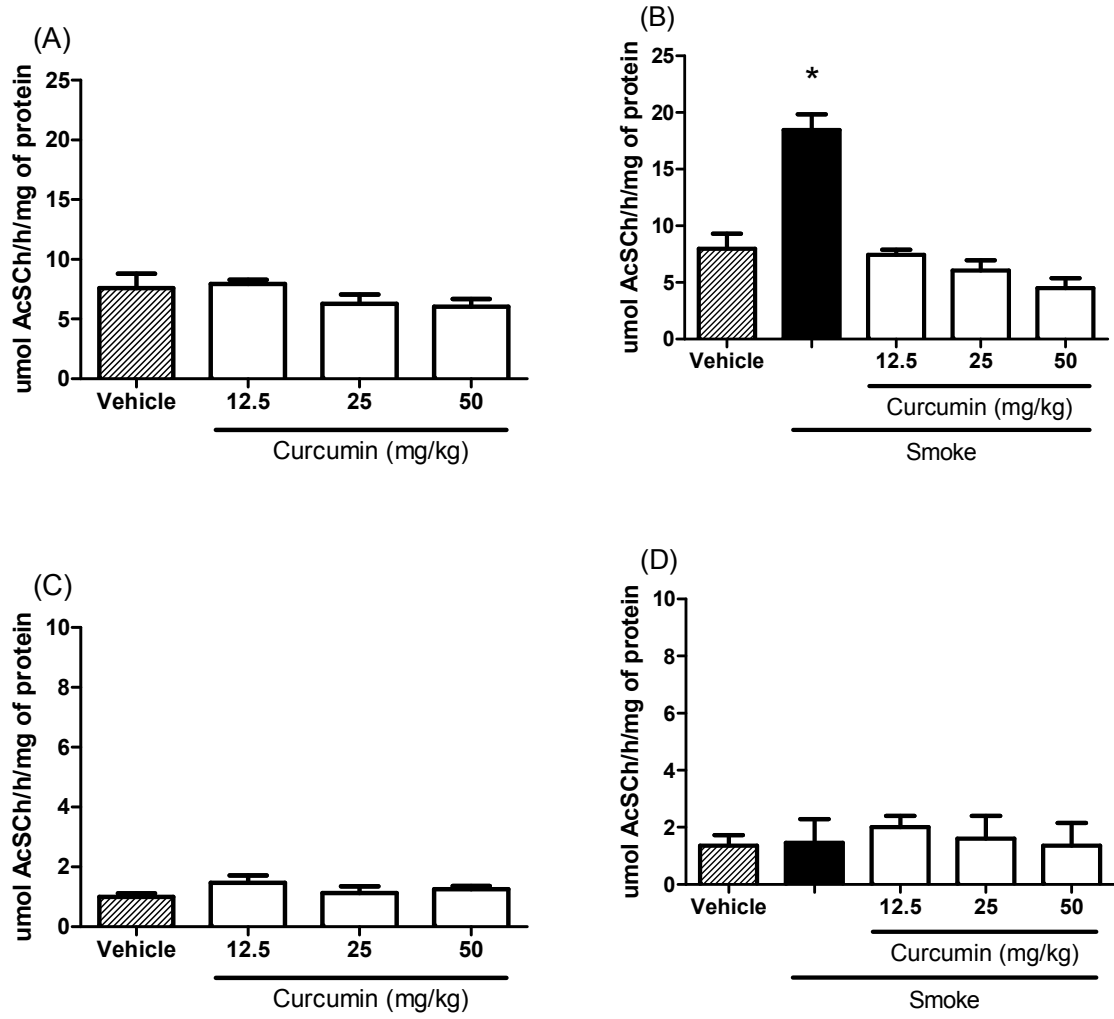 (A)
umol AcSCh/h/mg of protein
25
20
15
10
5
0
Vehicle 12.5 25 50
Curcumin (mg/kg)
(B)
umol AcSCh/h/mg of protein
25
20
15
10
5
0
*
Vehicle 12.5 25 50
Curcumin (mg/kg)
Smoke
(C)
umol AcSCh/h/mg of protein
10
8
6
4
2
0
Vehicle 12.5 25 50
Curcumin (mg/kg)
(D)
umol AcSCh/h/mg of protein
10
8
6
4
2
0
Vehicle 12.5 25 50
Curcumin (mg/kg)
Smoke